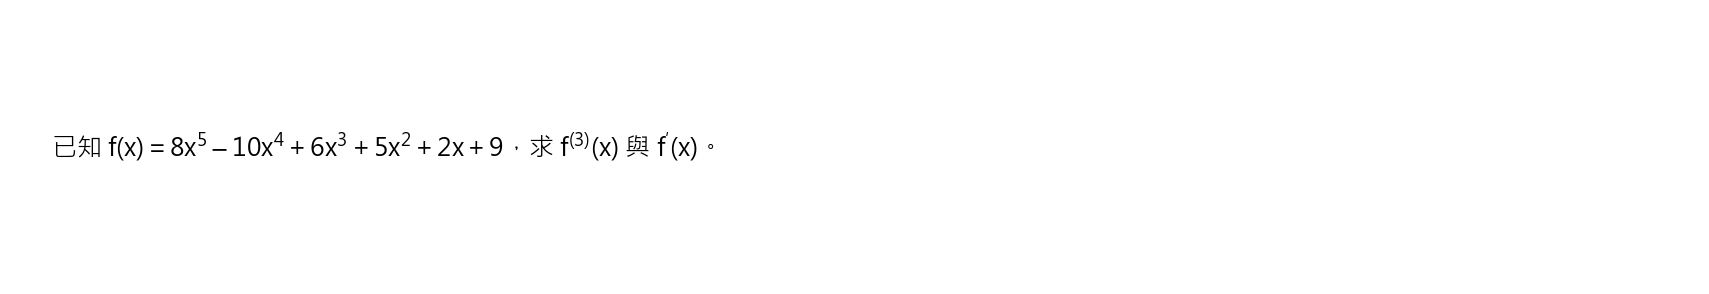 已知 f(x) = 8x⁵ – 10x⁴ + 6x³ + 5x² + 2x + 9，求 f⁽³⁾(x) 與 f′(x)。